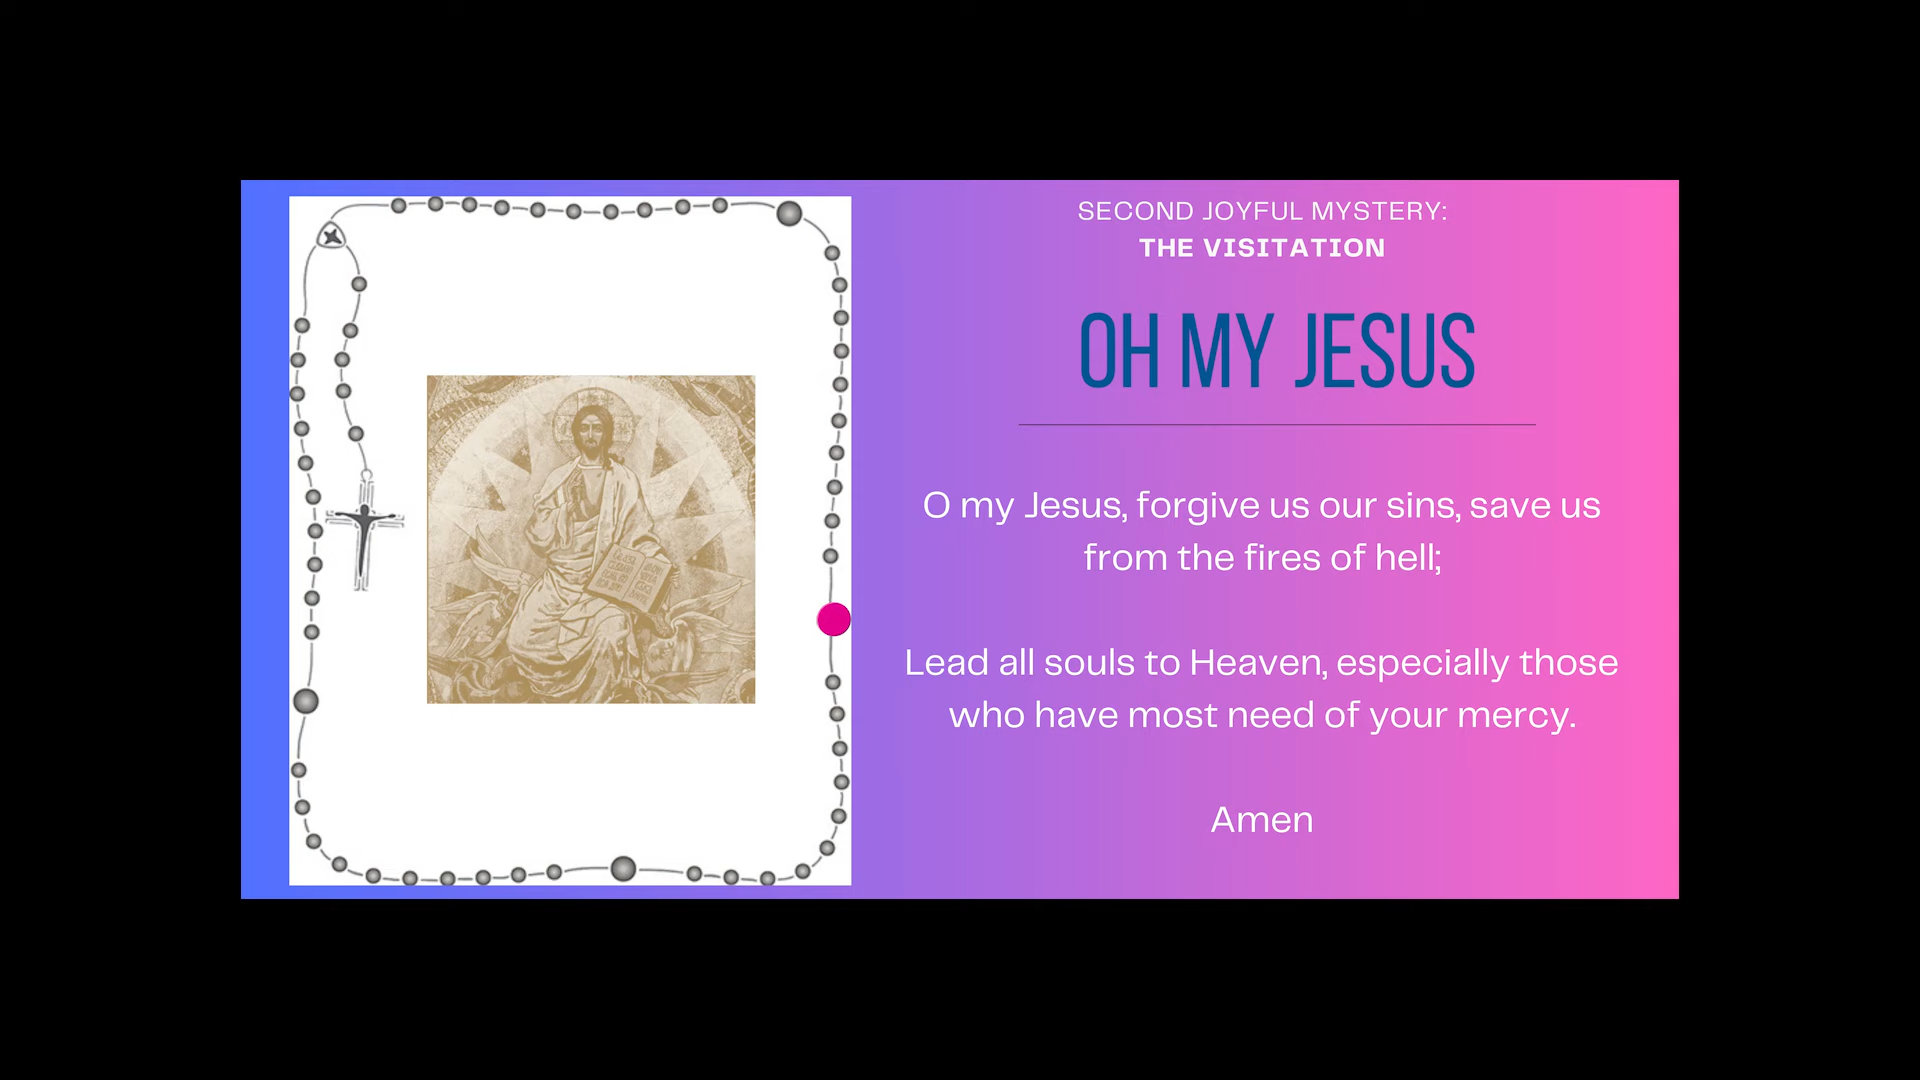 SECOND JOYFUL MYSTERY:
THE VISITATION
OH MY JESUS
O my Jesus, forgive us our sins, save us
from the fires of hell;
Lead all souls to Heaven, especially those
who have most need of your mercy.
Amen